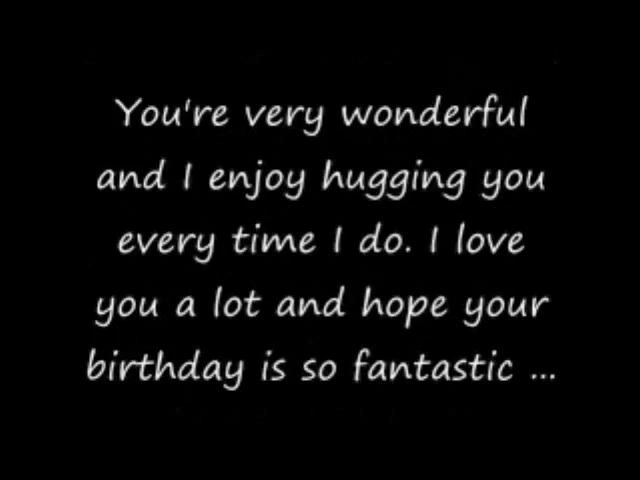 You're very wonderful
and I enjoy hugging you
every time I do. I love
you a lot and hope your
birthday is so fantastic ...